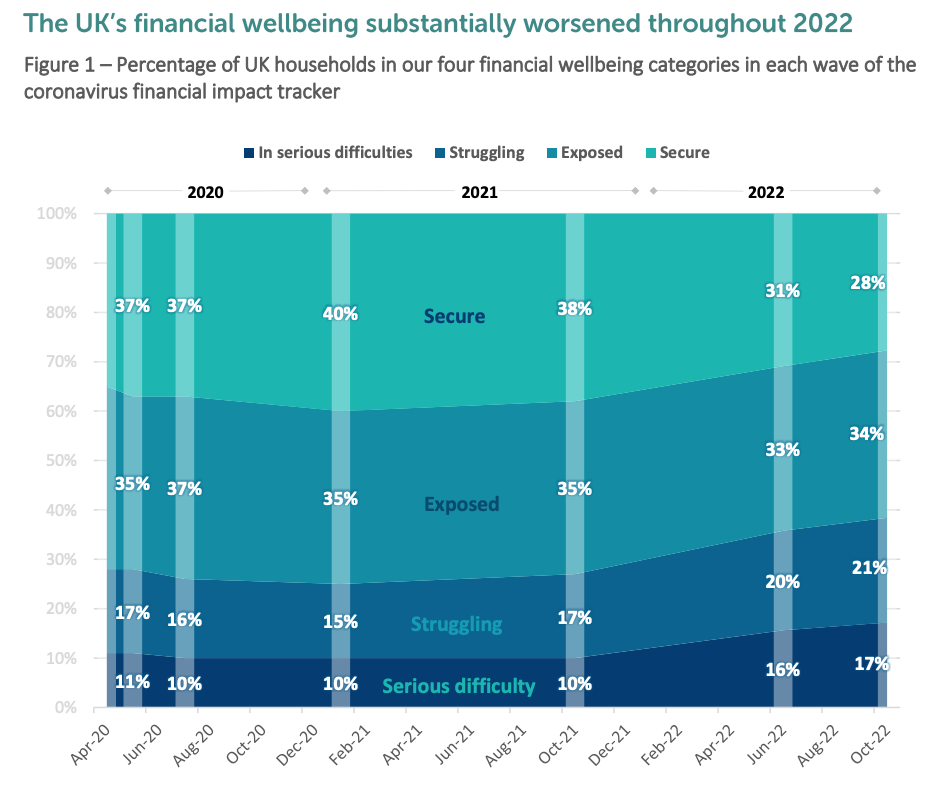 The UK's financial wellbeing substantially worsened throughout 2022
Figure 1 – Percentage of UK households in our four financial wellbeing categories in each wave of the
coronavirus financial impact tracker
In serious difficulties Struggling Exposed Secure
2020 2021 2022
100%
90%
80%
70%
60%
50%
40%
30%
20%
10%
0%
37% 37% 40% Secure 38% 31% 28%
35% 37% 35% Exposed 35% 33% 34%
17% 16% 15% Struggling 17% 20% 21%
11% 10% 10% Serious difficulty 10% 16% 17%
Apr-20 Jun-20 Aug-20 Oct-20 Dec-20 Feb-21 Apr-21 Jun-21 Aug-21 Oct-21 Dec-21 Feb-22 Apr-22 Jun-22 Aug-22 Oct-22